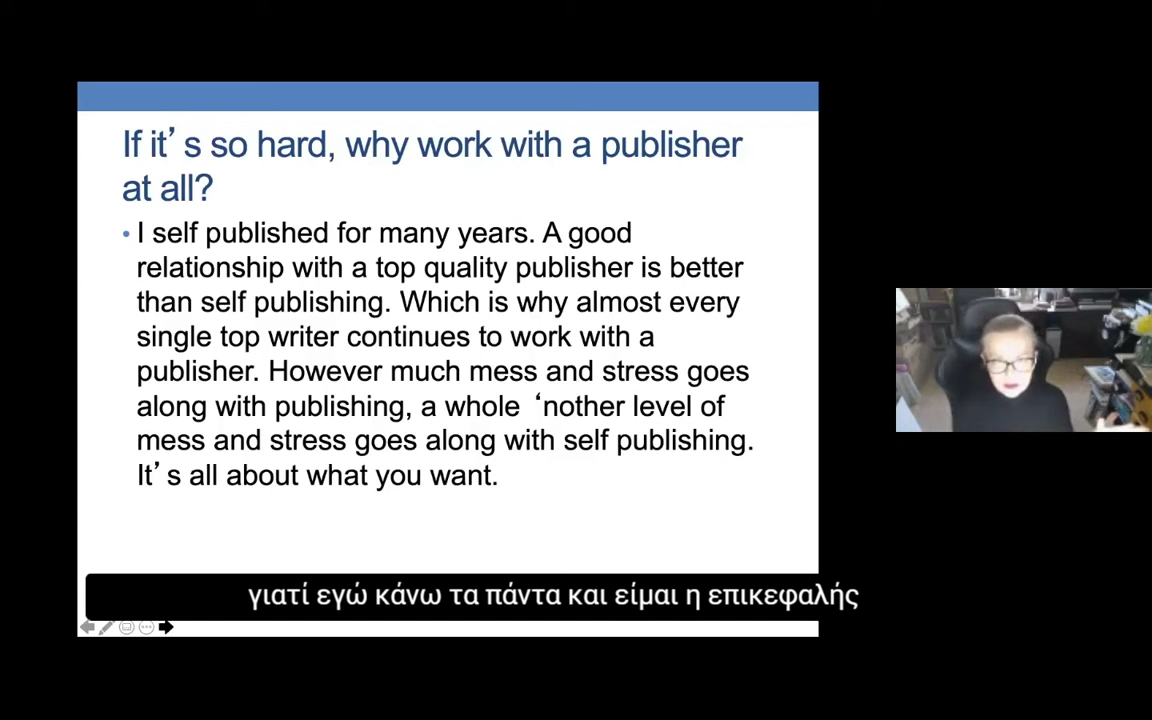 If it’s so hard, why work with a publisher
at all?
• I self published for many years. A good
relationship with a top quality publisher is better
than self publishing. Which is why almost every
single top writer continues to work with a
publisher. However much mess and stress goes
along with publishing, a whole ‘nother level of
mess and stress goes along with self publishing.
It’s all about what you want.
γιατί εγώ κάνω τα πάντα και είμαι η επικεφαλής